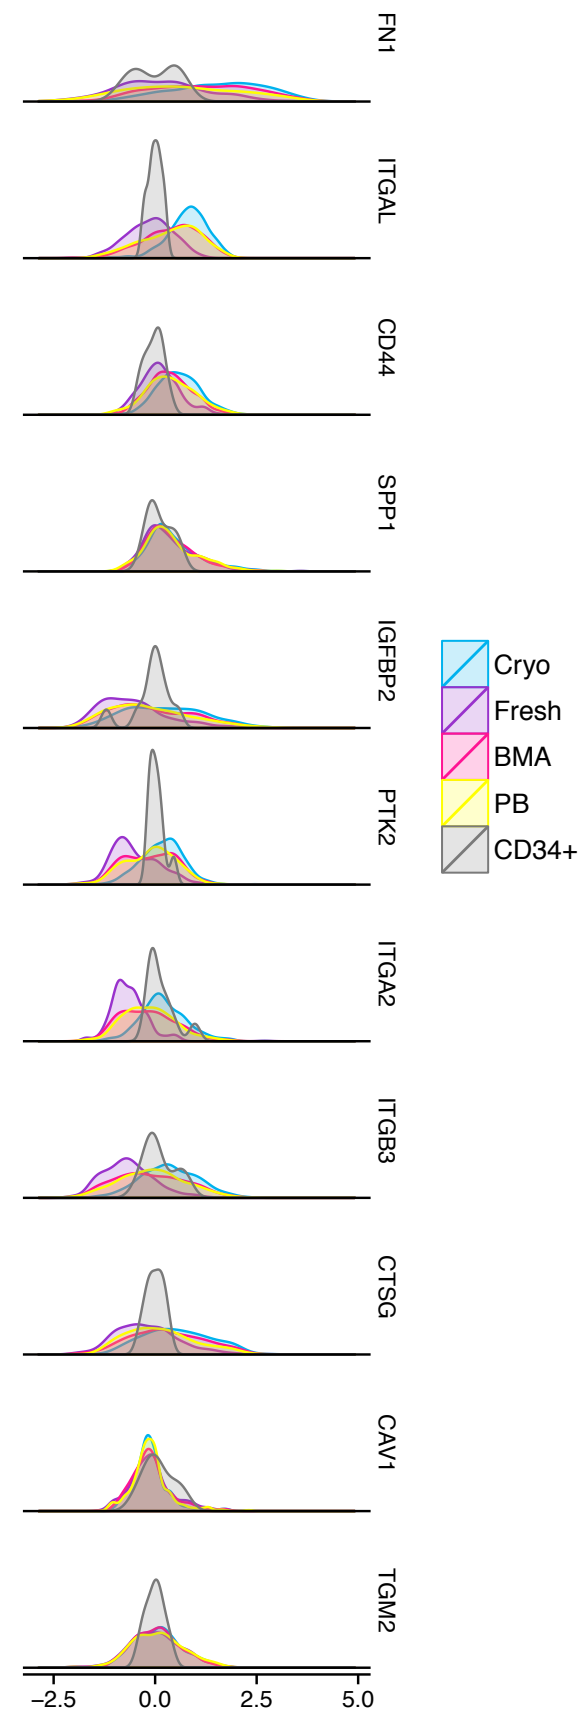 FN1
ITGAL
CD44
SPP1
IGFBP2
Cryo
Fresh
BMA
PB
CD34+
PTK2
ITGA2
ITGB3
CTSG
CAV1
TGM2
−2.5 0.0 2.5 5.0